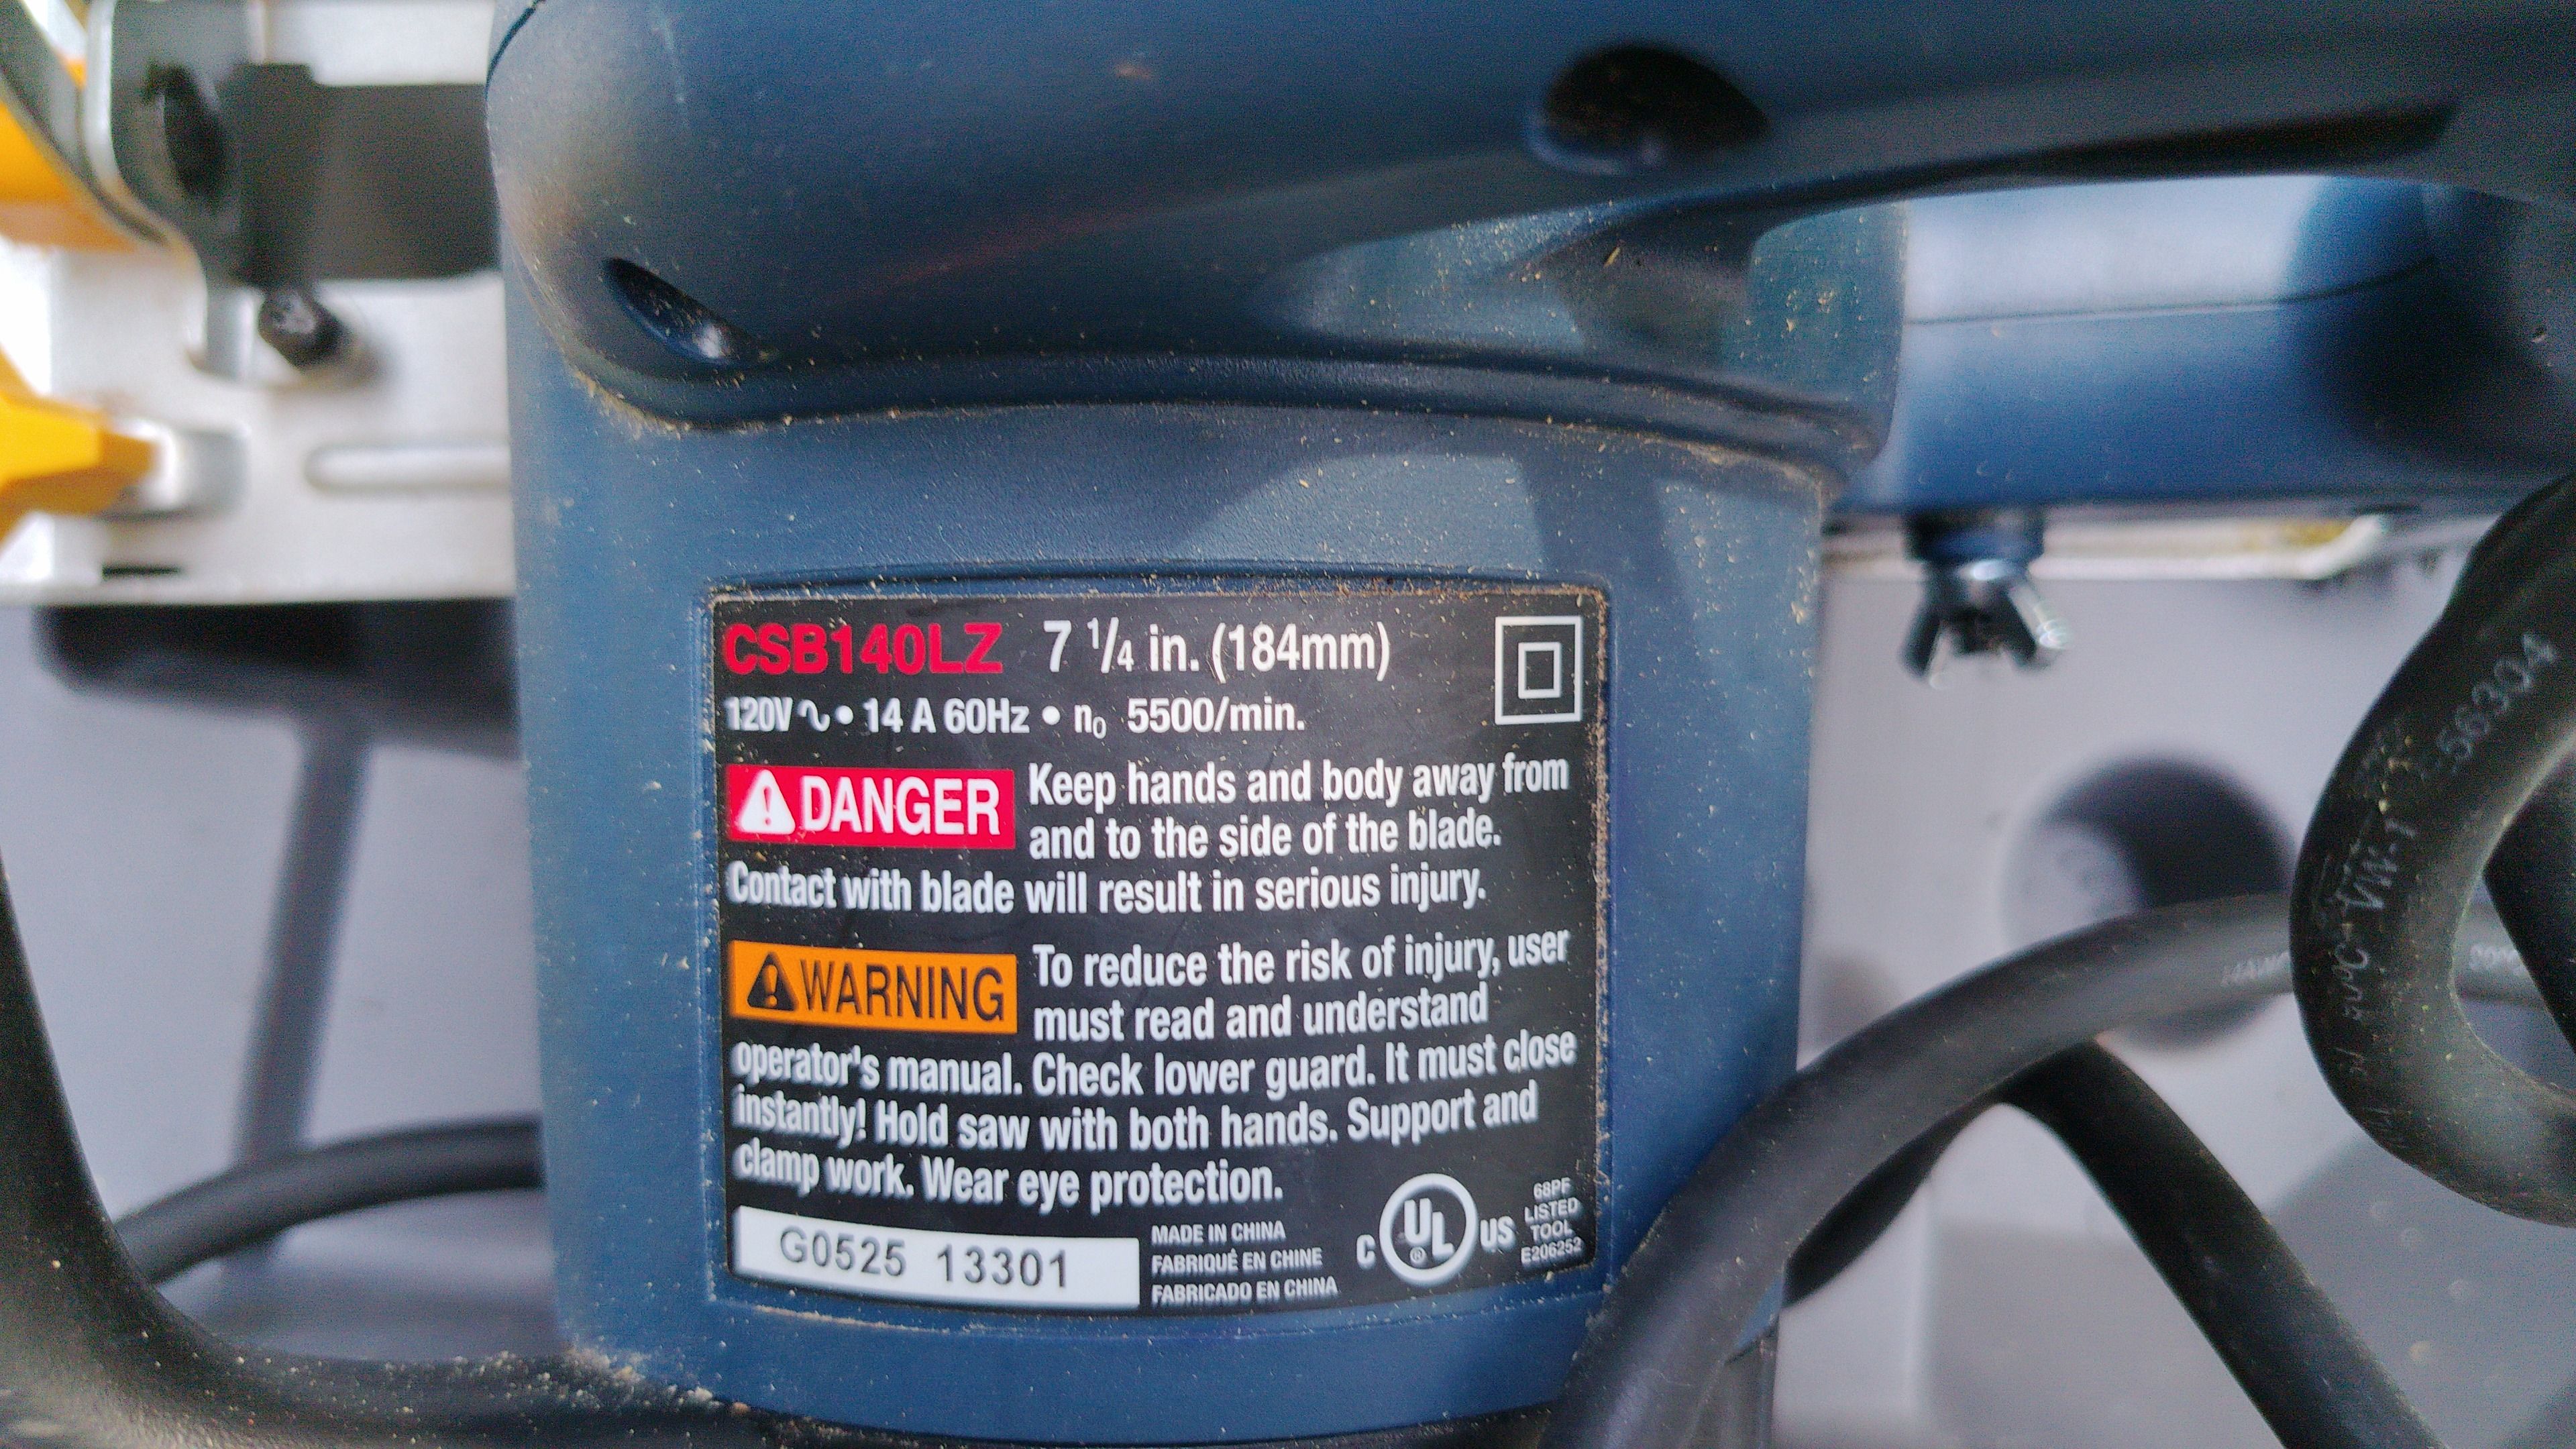 CSB140LZ 7 1/4 in. (184mm)
120V ∿ • 14 A 60Hz • n₀ 5500/min.
DANGER Keep hands and body away from
and to the side of the blade.
Contact with blade will result in serious injury.
WARNING To reduce the risk of injury, user
must read and understand
operator's manual. Check lower guard. It must close
instantly! Hold saw with both hands. Support and
clamp work. Wear eye protection.
G0525 13301
MADE IN CHINA
FABRIQUÉ EN CHINE
FABRICADO EN CHINA
C UL ® US
68PF
LISTED
TOOL
E206252
VW-1 56304